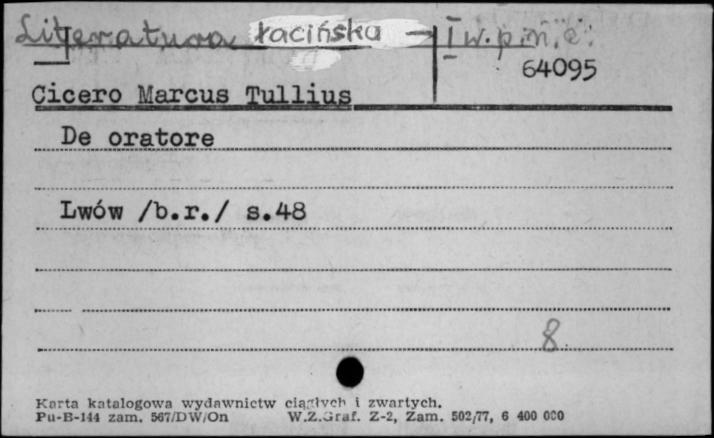 Literatura łacińska → I w.p.n.e.
64095
Cicero Marcus Tullius
De oratore
Lwów /b.r./ s.48
8
Karta katalogowa wydawnictw ciągłych i zwartych.
Pu-B-144 zam. 567/DW/On W.Z.Graf. Z-2, Zam. 502/77, 6 400 000